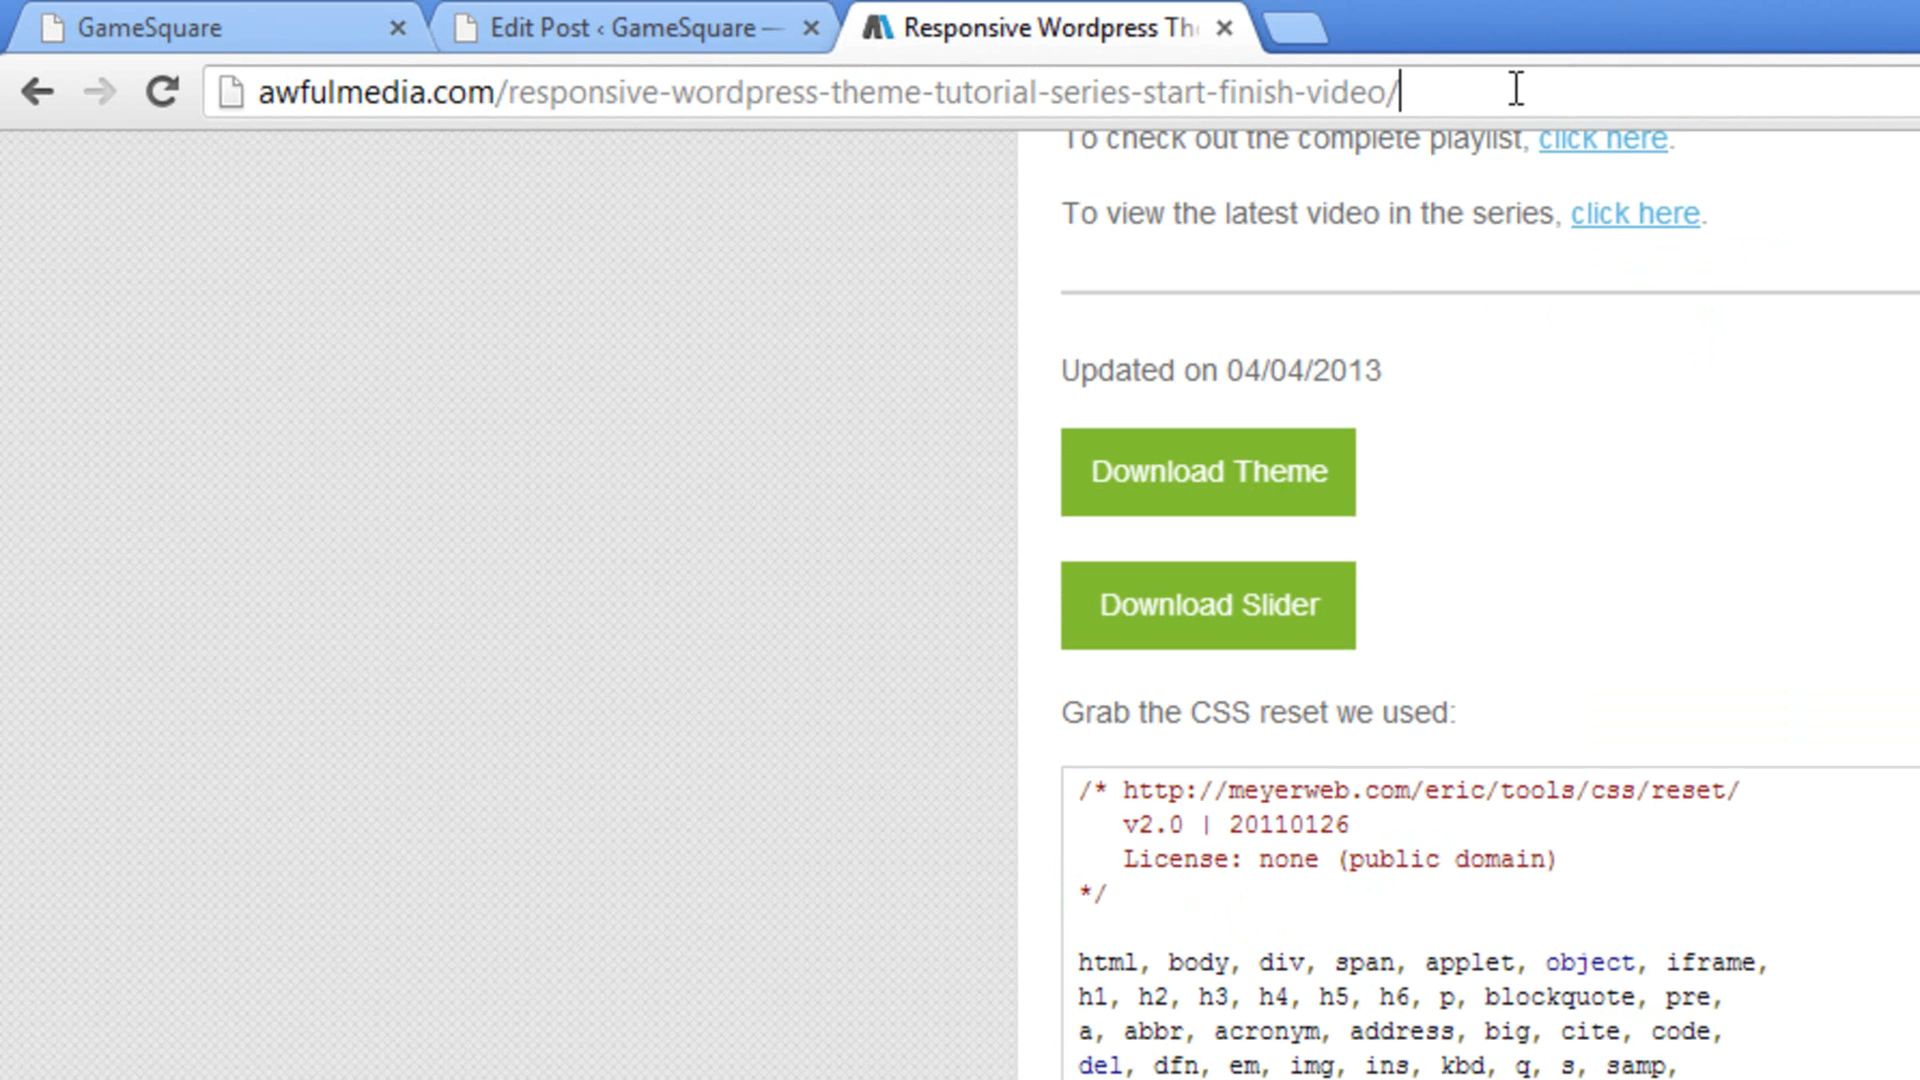 GameSquare
Edit Post ‹ GameSquare —
Responsive Wordpress Th
awfulmedia.com/responsive-wordpress-theme-tutorial-series-start-finish-video/
To check out the complete playlist, click here.
To view the latest video in the series, click here.
Updated on 04/04/2013
Download Theme
Download Slider
Grab the CSS reset we used:
/* http://meyerweb.com/eric/tools/css/reset/
v2.0 | 20110126
License: none (public domain)
*/
html, body, div, span, applet, object, iframe,
h1, h2, h3, h4, h5, h6, p, blockquote, pre,
a, abbr, acronym, address, big, cite, code,
del, dfn, em, img, ins, kbd, q, s, samp,